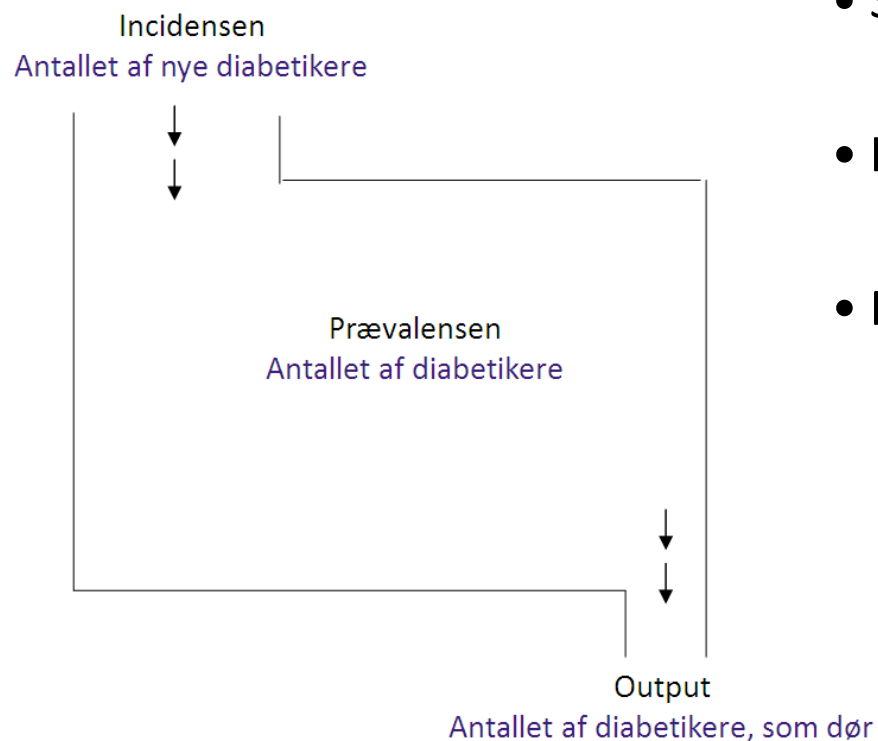 Incidensen
Antallet af nye diabetikere
Prævalensen
Antallet af diabetikere
Output
Antallet af diabetikere, som dør